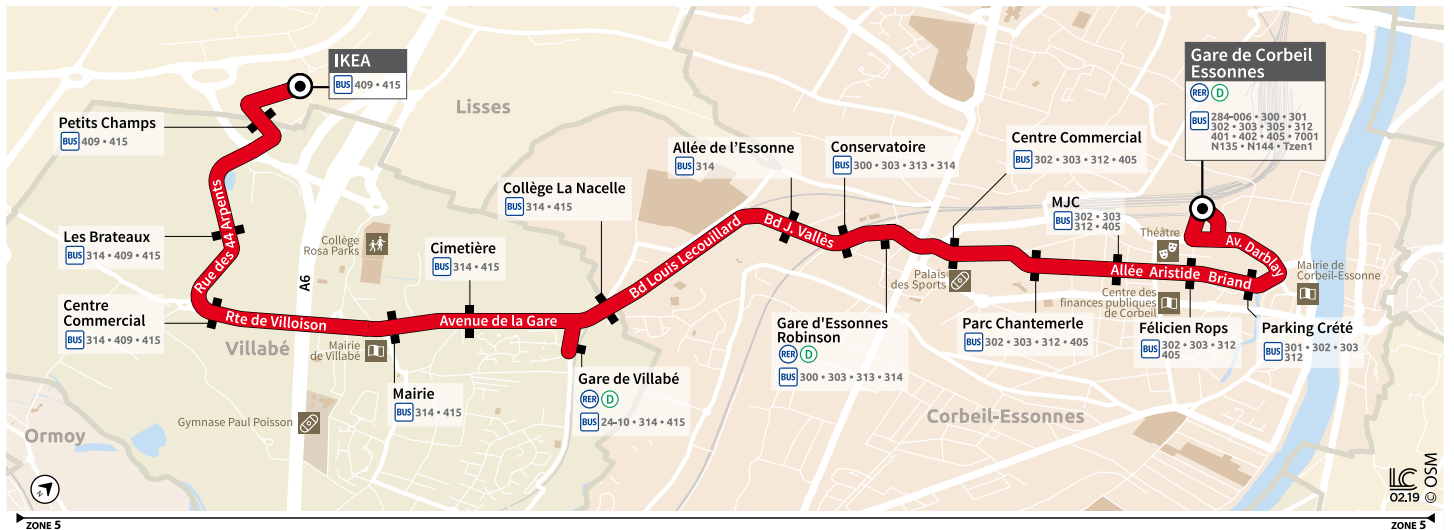 IKEA
BUS 409 • 415
Petits Champs
BUS 409 • 415
Rue des 44 Arpents
Les Brateaux
BUS 314 • 409 • 415
Centre
Commercial
BUS 314 • 409 • 415
Rte de Villoison
Villabé
Ormoy
Lisses
A6
Collège
Rosa Parks
Mairie
de Villabé
Gymnase Paul Poisson
Mairie
BUS 314 • 415
Cimetière
BUS 314 • 415
Avenue de la Gare
Collège La Nacelle
BUS 314 • 415
Gare de Villabé
RER D
BUS 24-10 • 314 • 415
Bd Louis Lecouillard
Allée de l'Essonne
BUS 314
Bd J. Vallès
Conservatoire
BUS 300 • 303 • 313 • 314
Gare d'Essonnes
Robinson
RER D
BUS 300 • 303 • 313 • 314
Palais
des Sports
Centre Commercial
BUS 302 • 303 • 312 • 405
Parc Chantemerle
BUS 302 • 303 • 312 • 405
MJC
BUS 302 • 303
312 • 405
Allée Aristide Briand
Théâtre
Centre des
finances publiques
de Corbeil
Félicien Rops
BUS 302 • 303 • 312
405
Parking Crété
BUS 301 • 302 • 303
312
Mairie de
Corbeil-Essonne
Av. Darblay
Gare de Corbeil
Essonnes
RER D
BUS 284-006 • 300 • 301
302 • 303 • 305 • 312
401 • 402 • 405 • 7001
N135 • N144 • Tzen1
Corbeil-Essonnes
N
LC
02.19
© OSM
ZONE 5
ZONE 5